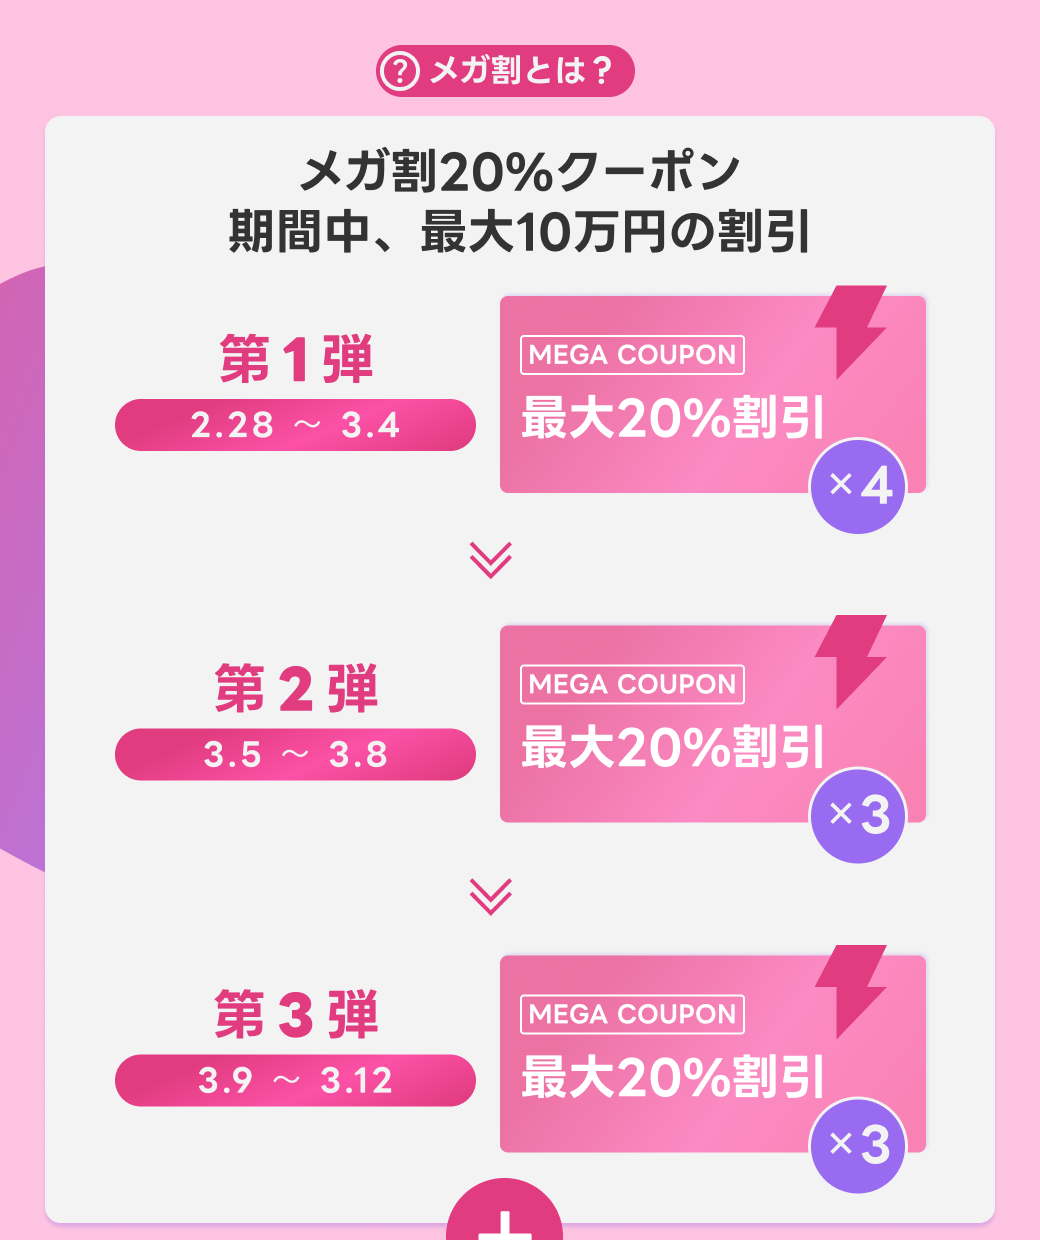 ? メガ割とは？
メガ割20%クーポン
期間中、最大10万円の割引
第1弾
2.28 〜 3.4
MEGA COUPON
最大20%割引
×4
第2弾
3.5 〜 3.8
MEGA COUPON
最大20%割引
×3
第3弾
3.9 〜 3.12
MEGA COUPON
最大20%割引
×3
+